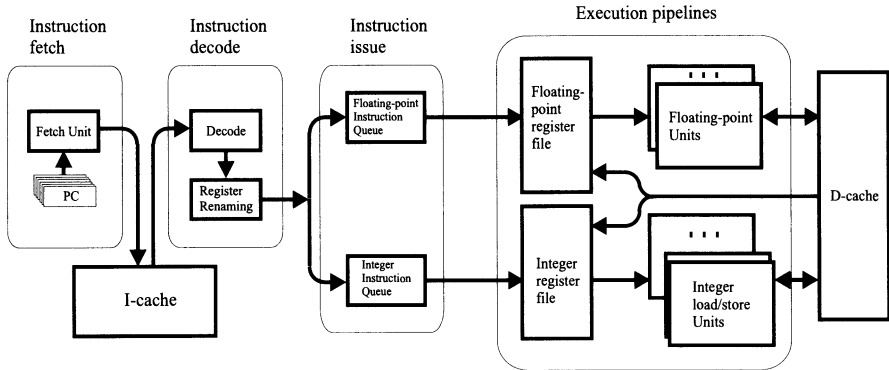 Instruction
fetch
Instruction
decode
Instruction
issue
Execution pipelines
Fetch Unit
PC
I-cache
Decode
Register
Renaming
Floating-point
Instruction
Queue
Integer
Instruction
Queue
Floating-
point
register
file
Integer
register
file
Floating-point
Units
Integer
load/store
Units
D-cache